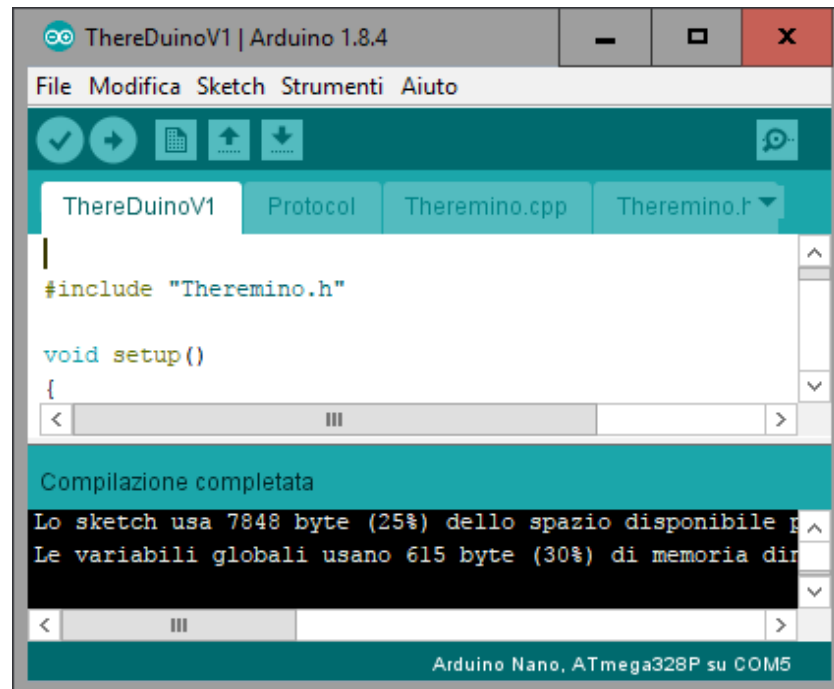 ThereDuinoV1 | Arduino 1.8.4
File Modifica Sketch Strumenti Aiuto
ThereDuinoV1 Protocol Theremino.cpp Theremino.h
#include "Theremino.h"
void setup()
{
Compilazione completata
Lo sketch usa 7848 byte (25%) dello spazio disponibile p
Le variabili globali usano 615 byte (30%) di memoria din
Arduino Nano, ATmega328P su COM5